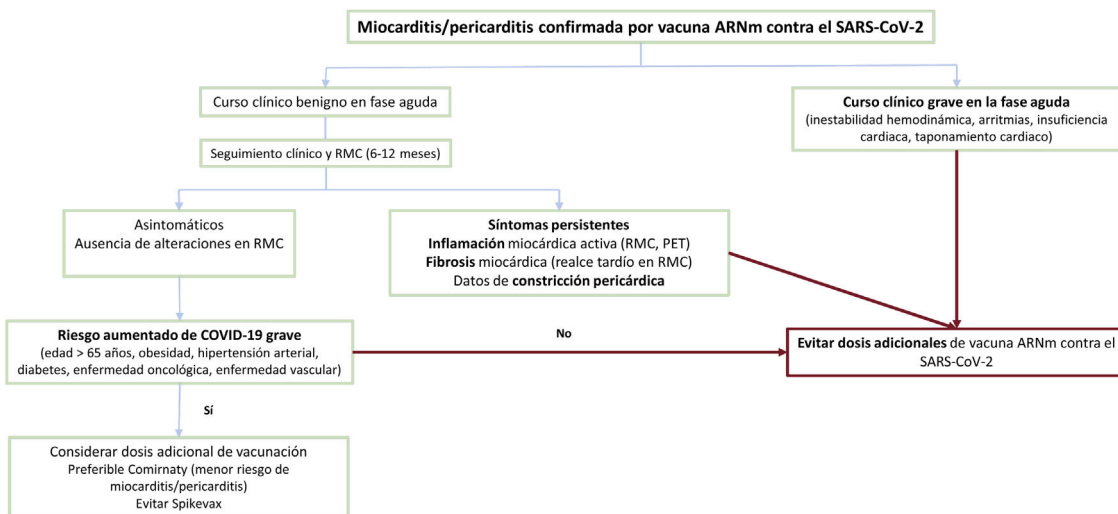 Miocarditis/pericarditis confirmada por vacuna ARNm contra el SARS-CoV-2
Curso clínico benigno en fase aguda
Curso clínico grave en la fase aguda
(inestabilidad hemodinámica, arritmias, insuficiencia
cardiaca, taponamiento cardiaco)
Seguimiento clínico y RMC (6-12 meses)
Asintomáticos
Ausencia de alteraciones en RMC
Síntomas persistentes
Inflamación miocárdica activa (RMC, PET)
Fibrosis miocárdica (realce tardío en RMC)
Datos de constricción pericárdica
Riesgo aumentado de COVID-19 grave
(edad > 65 años, obesidad, hipertensión arterial,
diabetes, enfermedad oncológica, enfermedad vascular)
No
Evitar dosis adicionales de vacuna ARNm contra el
SARS-CoV-2
Sí
Considerar dosis adicional de vacunación
Preferible Comirnaty (menor riesgo de
miocarditis/pericarditis)
Evitar Spikevax